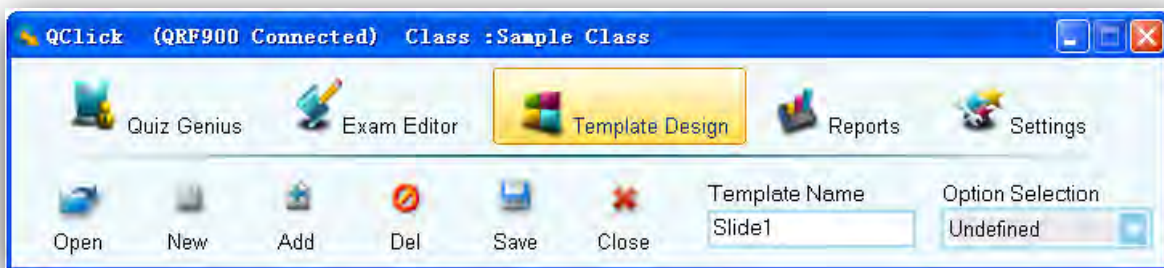 QClick (QRF900 Connected) Class :Sample Class
Quiz Genius Exam Editor Template Design Reports Settings
Template Name Option Selection
Slide1 Undefined
Open New Add Del Save Close